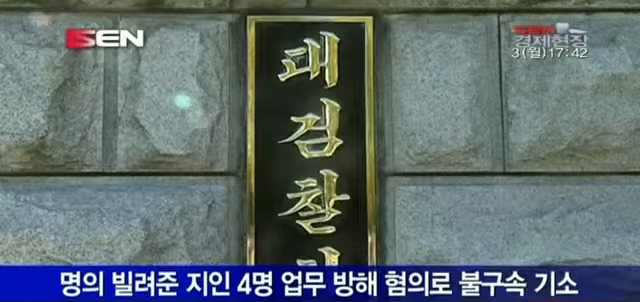 SEN
SEN
경제현장
3(월)17:42
대검찰
명의 빌려준 지인 4명 업무 방해 혐의로 불구속 기소